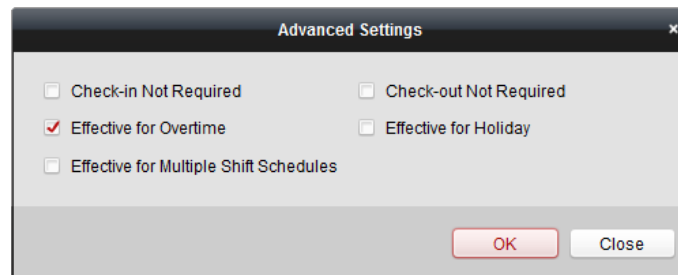 Advanced Settings
Check-in Not Required
Check-out Not Required
Effective for Overtime
Effective for Holiday
Effective for Multiple Shift Schedules
OK
Close